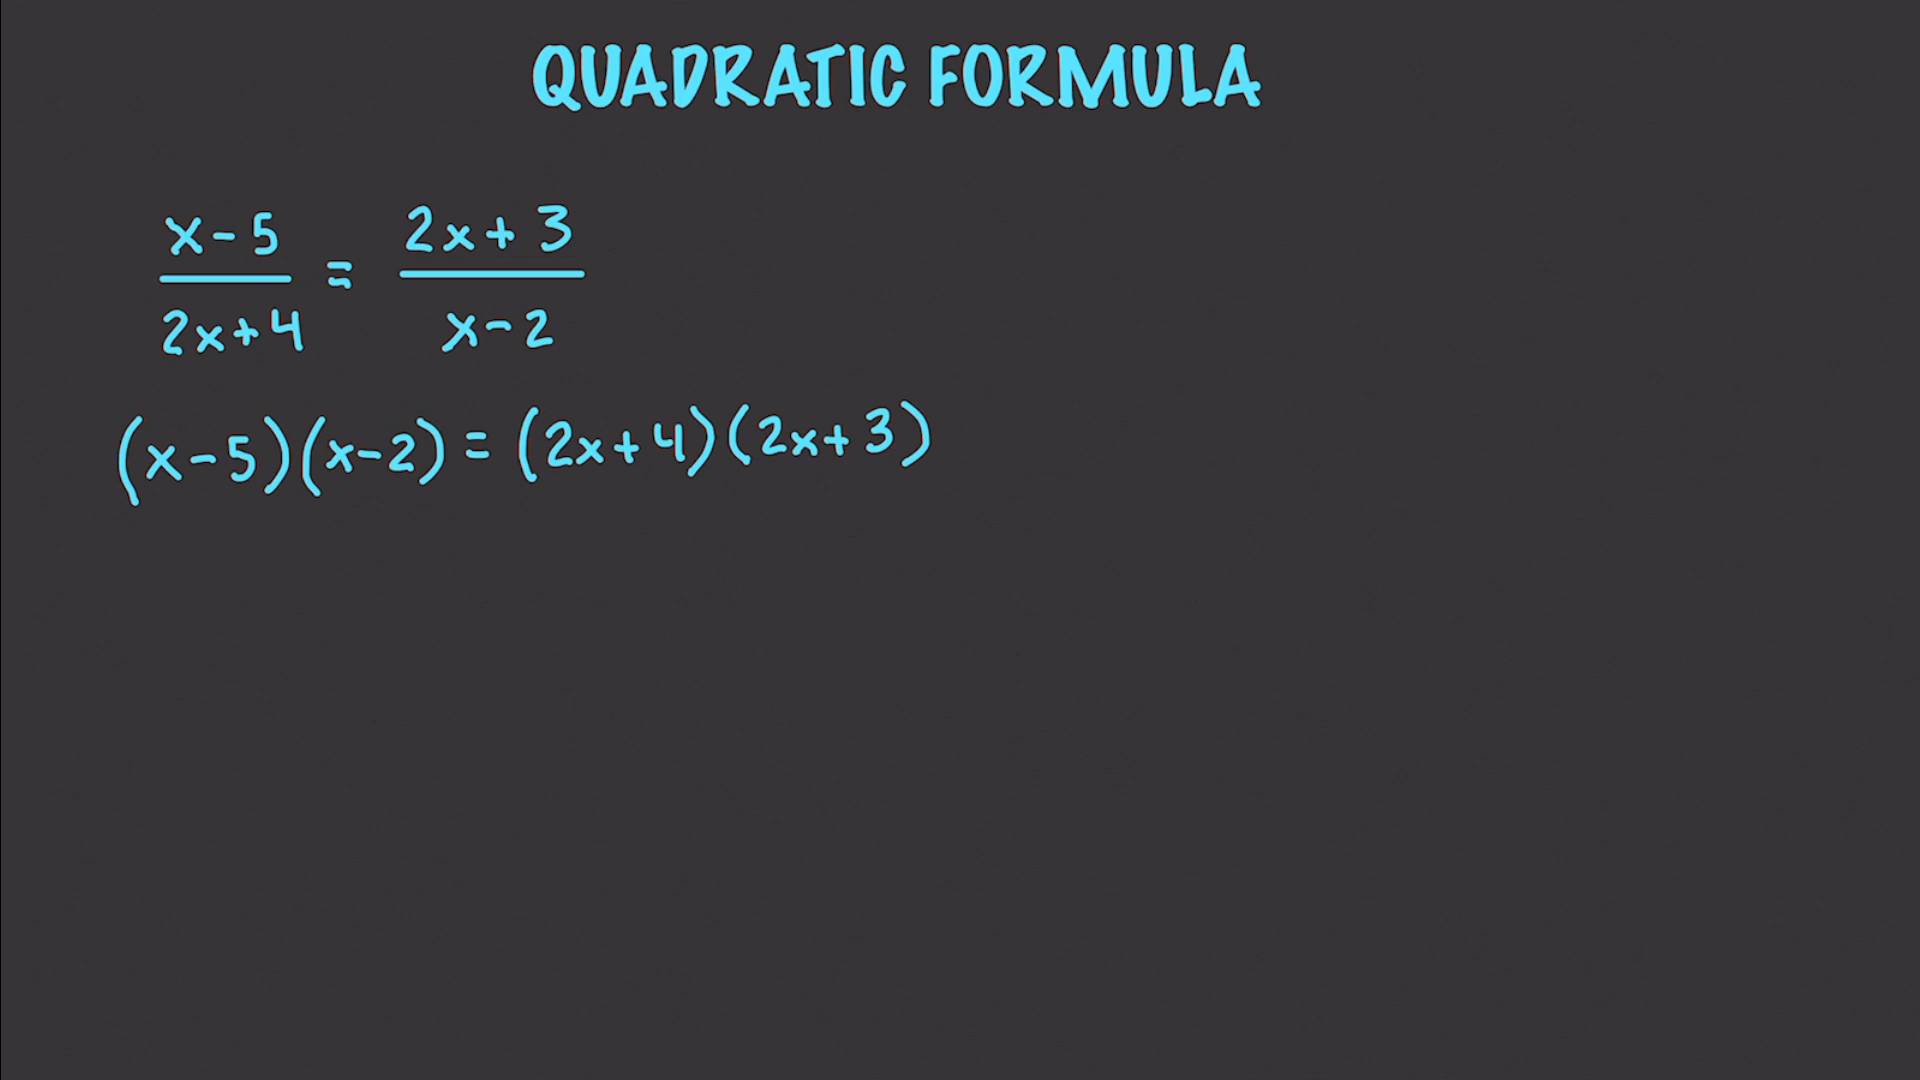 QUADRATIC FORMULA
x-5 2x+3
= 
2x+4 x-2
(x-5)(x-2)=(2x+4)(2x+3)